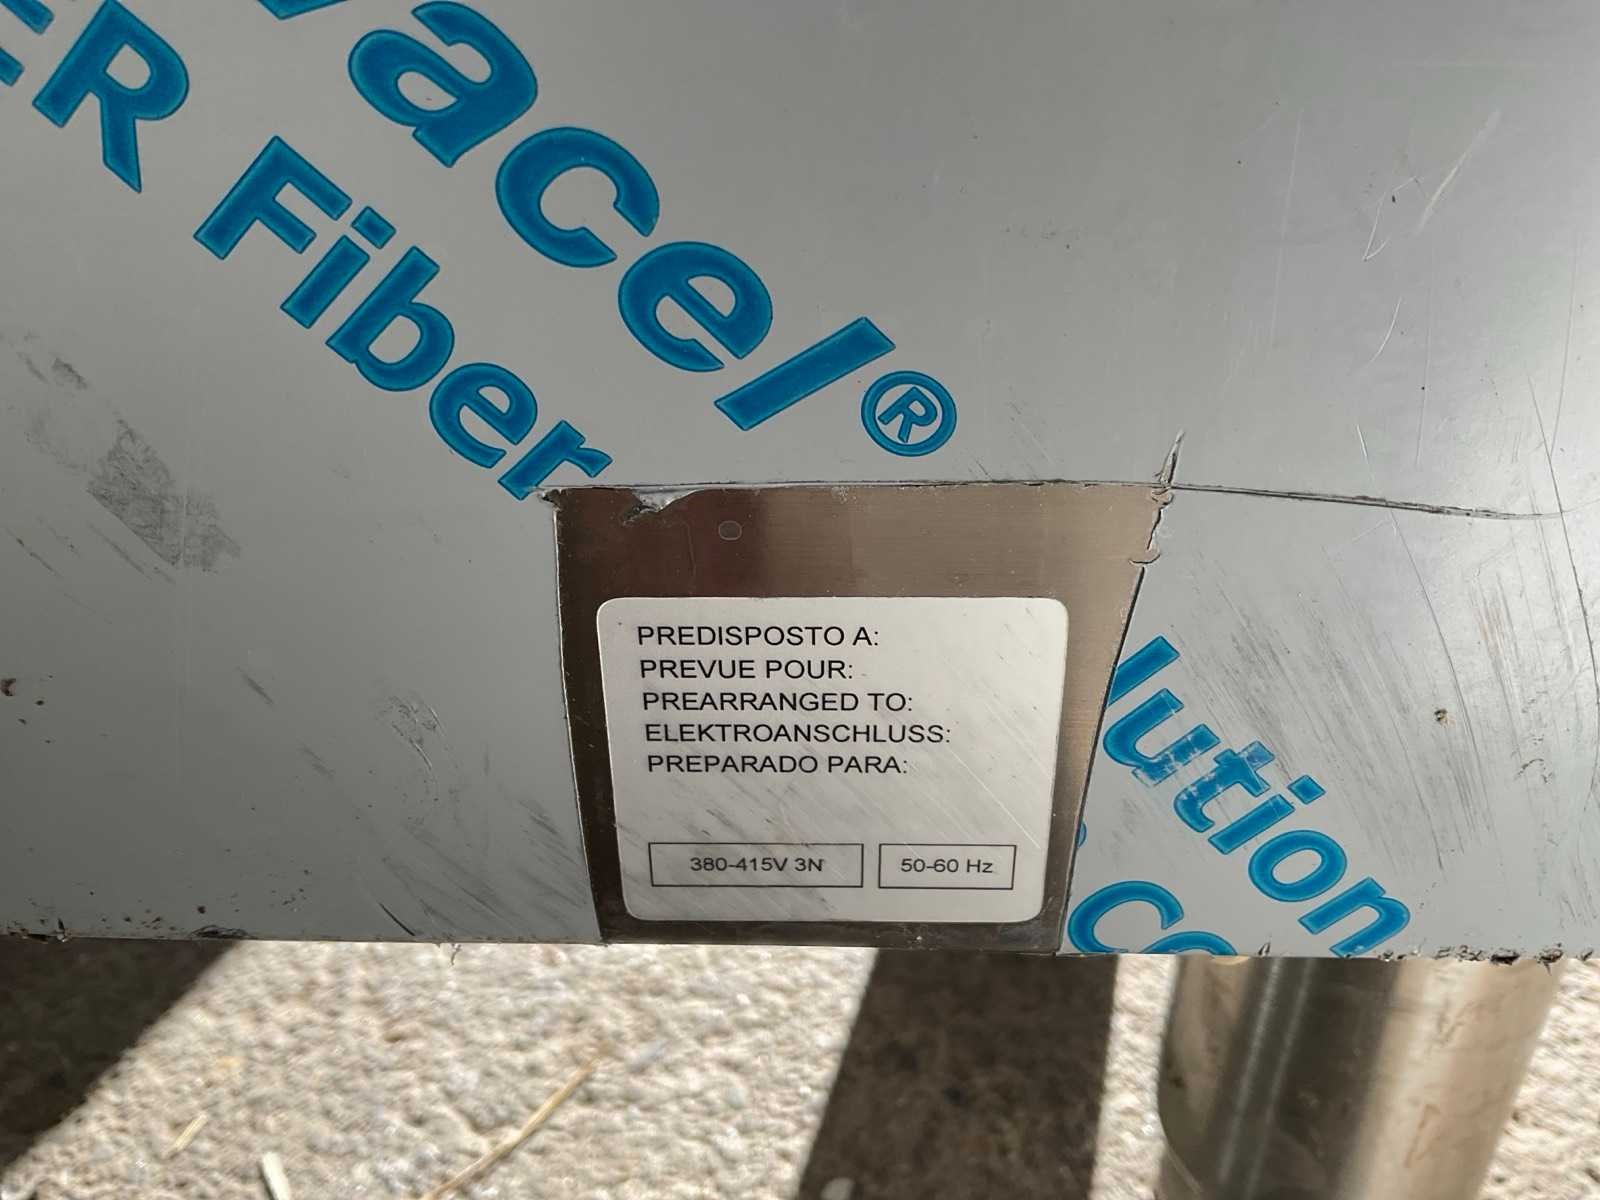 vacel®
ER Fiber
PREDISPOSTO A:
PREVUE POUR:
PREARRANGED TO:
ELEKTROANSCHLUSS:
PREPARADO PARA:
380-415V 3N
50-60 Hz
lution